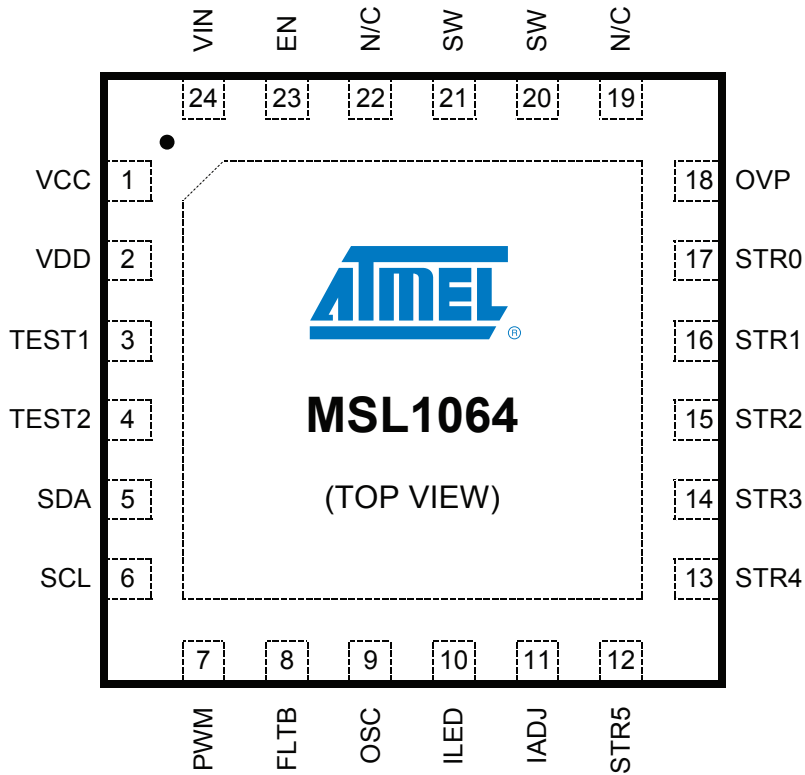 VIN EN N/C SW SW N/C
24 23 22 21 20 19
VCC 1 18 OVP
VDD 2 17 STR0
TEST1 3 16 STR1
TEST2 4 15 STR2
SDA 5 14 STR3
SCL 6 13 STR4
ATMEL ®
MSL1064
(TOP VIEW)
7 8 9 10 11 12
PWM FLTB OSC ILED IADJ STR5